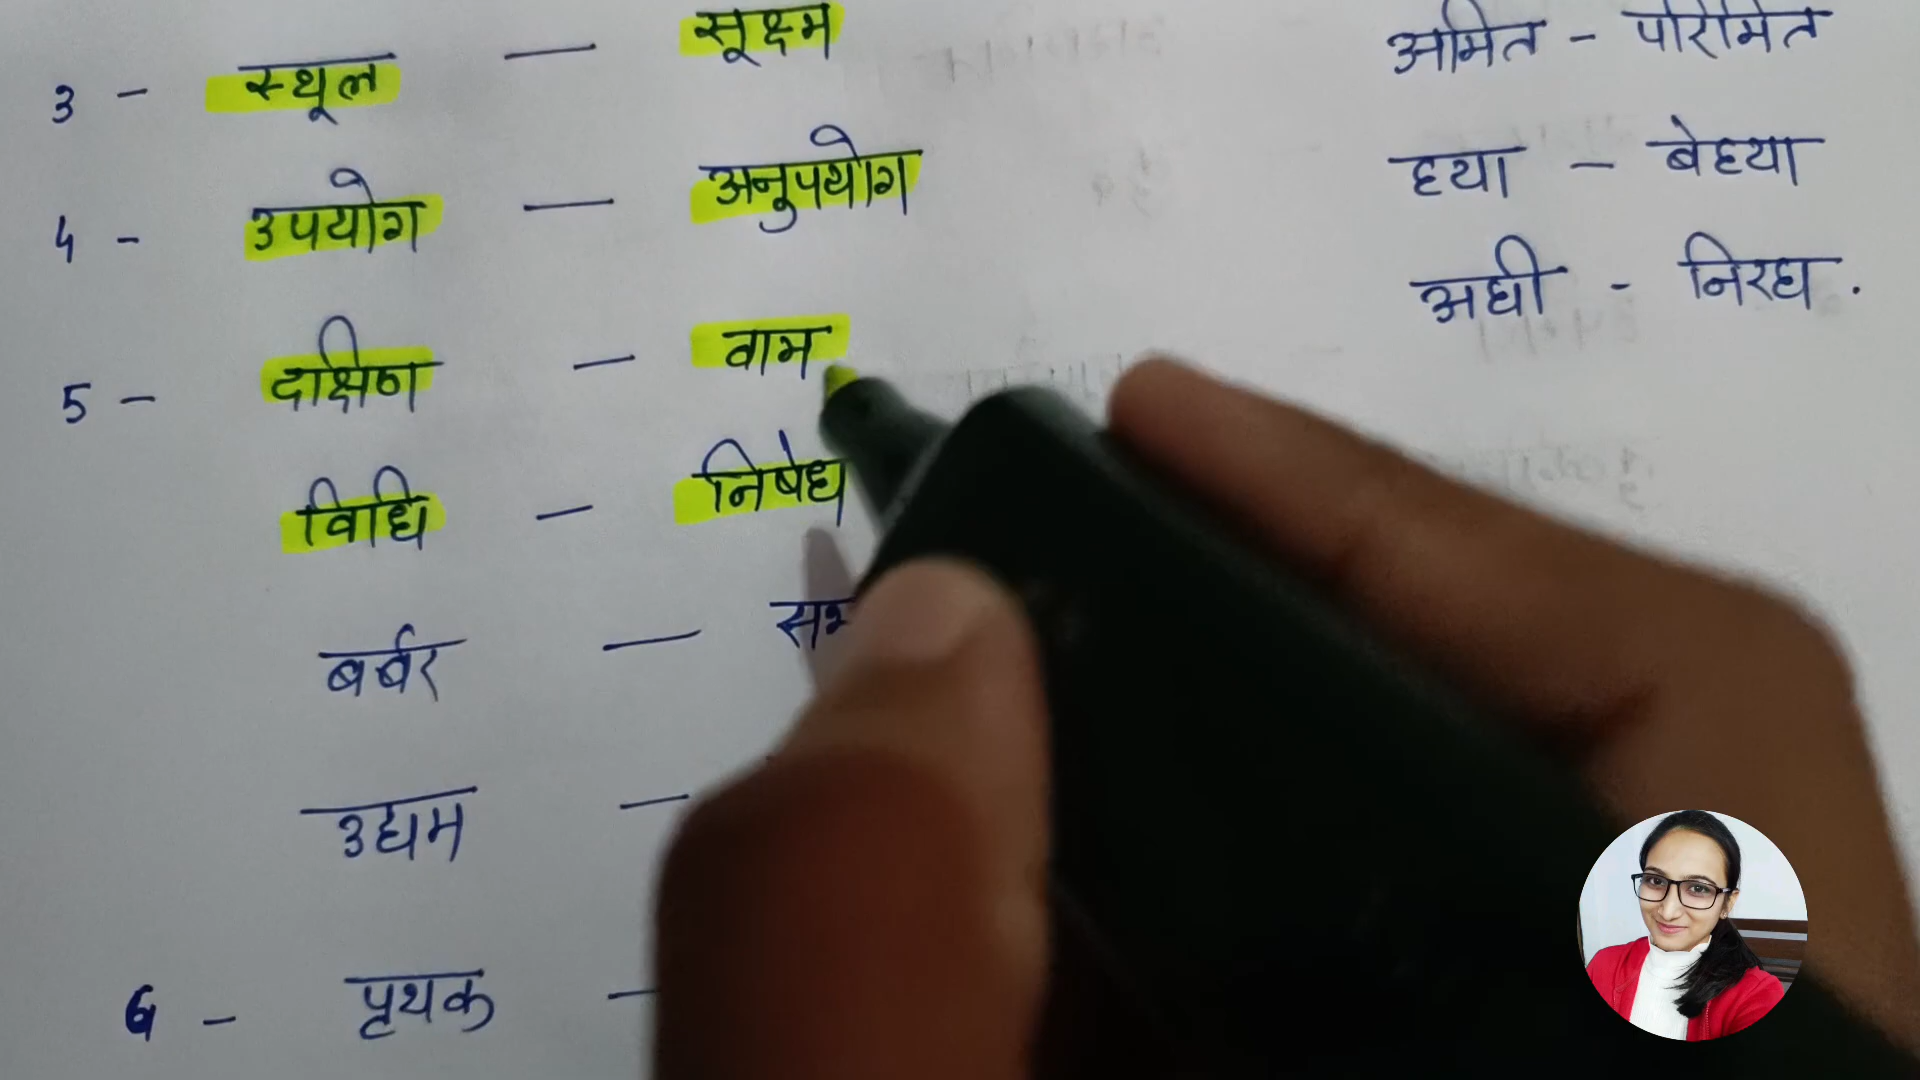 3 - स्थूल — सूक्ष्म
4 - उपयोग — अनुपयोग
5 - दक्षिण — वाम
विधि — निषेध
बर्बर — सभ
उद्यम —
6 - पृथक —
अमित - परिमित
हया - बेहया
अघी - निरघ .